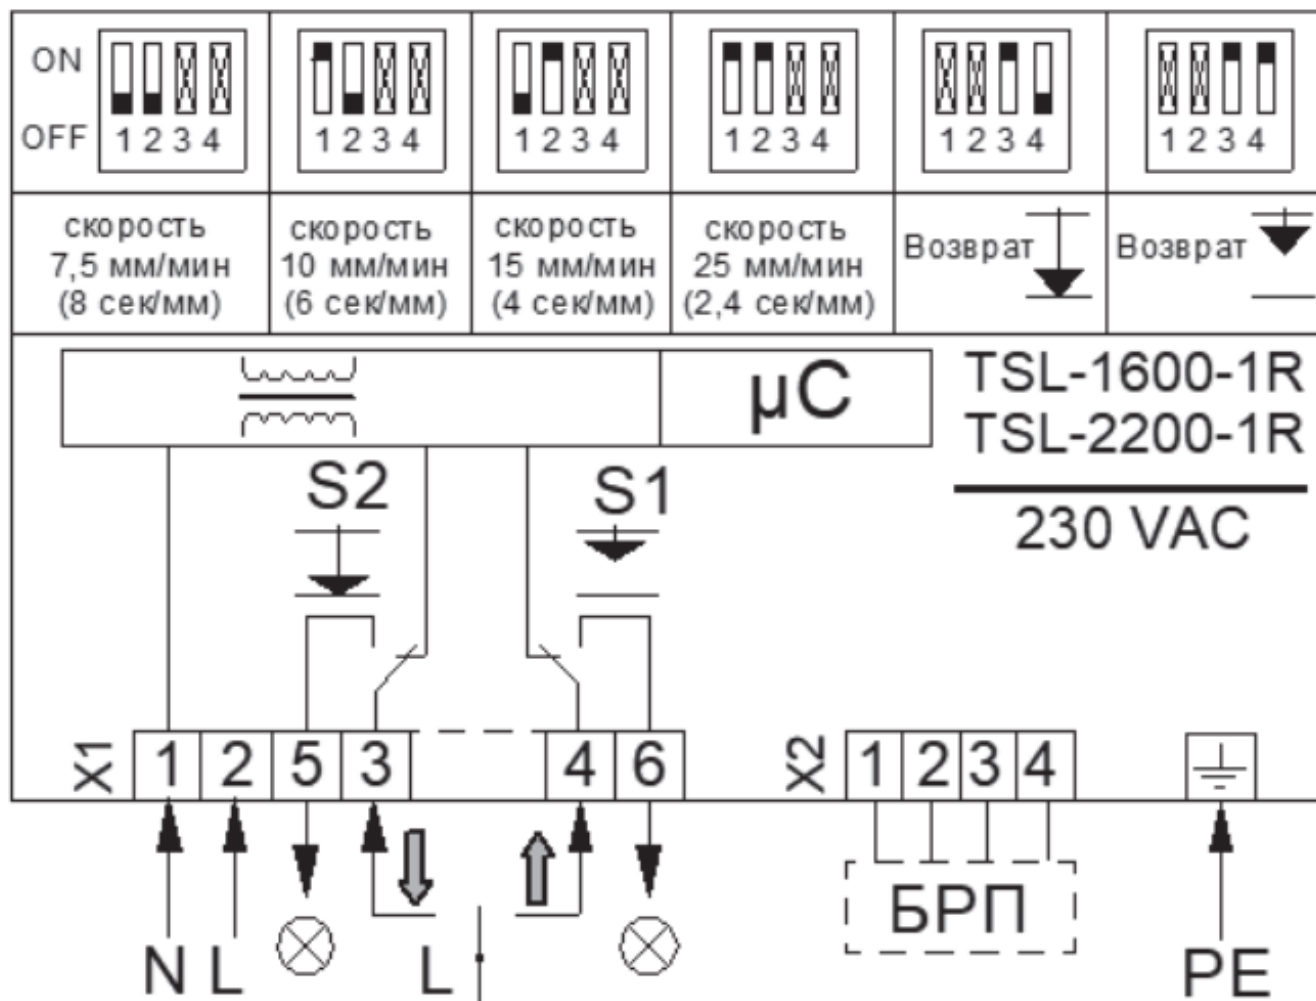 ON
OFF
1 2 3 4
1 2 3 4
1 2 3 4
1 2 3 4
1 2 3 4
1 2 3 4
скорость
7,5 мм/мин
(8 сек/мм)
скорость
10 мм/мин
(6 сек/мм)
скорость
15 мм/мин
(4 сек/мм)
скорость
25 мм/мин
(2,4 сек/мм)
Возврат
Возврат
µC
TSL-1600-1R
TSL-2200-1R
230 VAC
S2
S1
X1
1 2 5 3
4 6
X2
1 2 3 4
N L
L
БРП
PE